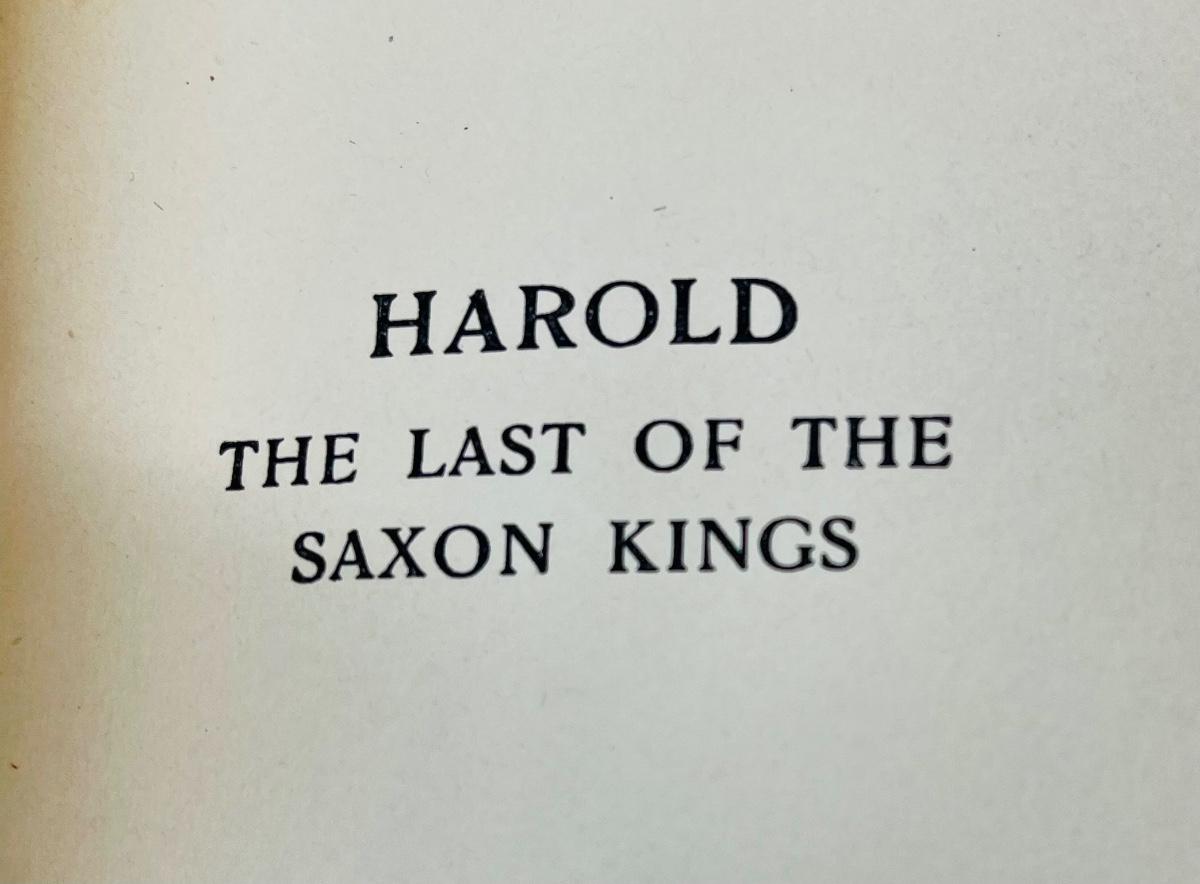 HAROLD
THE LAST OF THE
SAXON KINGS